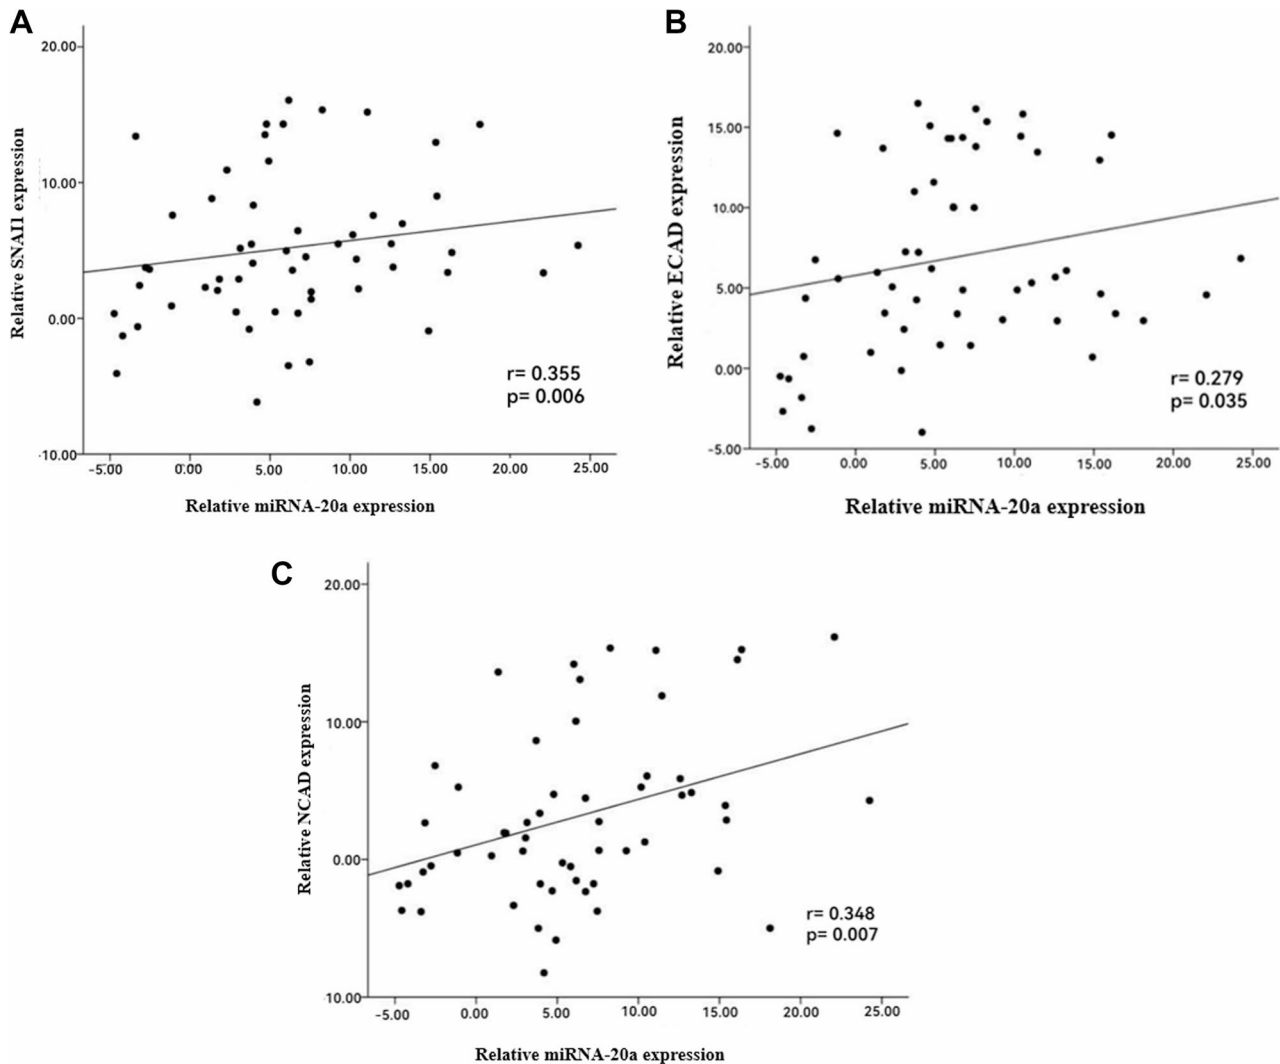 A
Relative SNAI1 expression
20.00
10.00
0.00
-10.00
-5.00 0.00 5.00 10.00 15.00 20.00 25.00
r= 0.355
p= 0.006
Relative miRNA-20a expression
B
Relative ECAD expression
20.00
15.00
10.00
5.00
0.00
-5.00
-5.00 0.00 5.00 10.00 15.00 20.00 25.00
r= 0.279
p= 0.035
Relative miRNA-20a expression
C
Relative NCAD expression
20.00
10.00
0.00
10.00
-5.00 0.00 5.00 10.00 15.00 20.00 25.00
r= 0.348
p= 0.007
Relative miRNA-20a expression